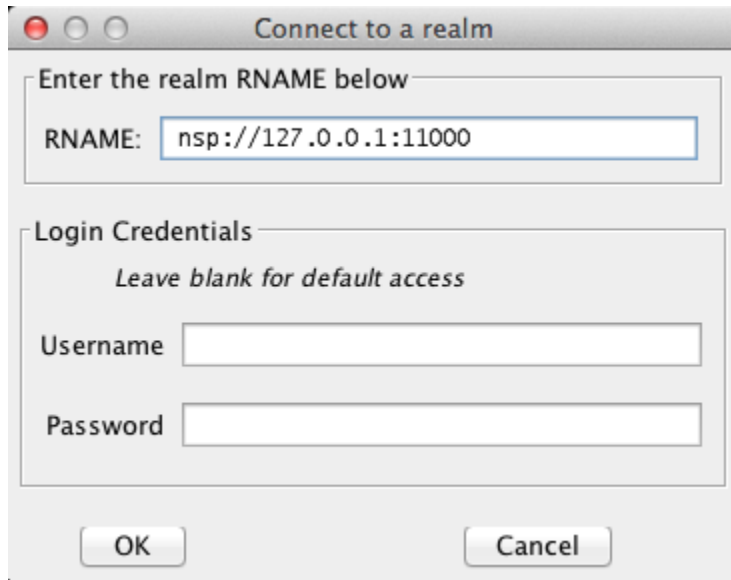 Connect to a realm
Enter the realm RNAME below
RNAME: nsp://127.0.0.1:11000
Login Credentials
Leave blank for default access
Username
Password
OK Cancel